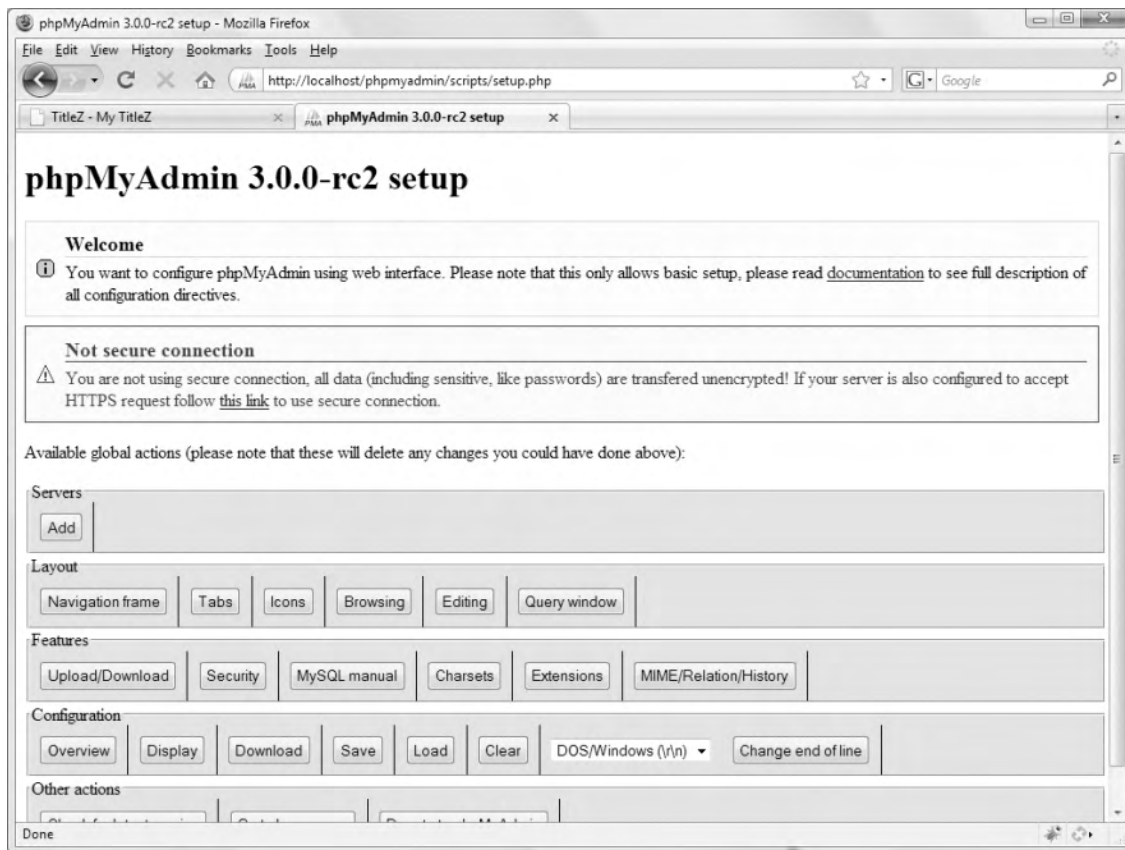 phpMyAdmin 3.0.0-rc2 setup - Mozilla Firefox
File Edit View History Bookmarks Tools Help
PMA http://localhost/phpmyadmin/scripts/setup.php G Google
TitleZ - My TitleZ PMA phpMyAdmin 3.0.0-rc2 setup
phpMyAdmin 3.0.0-rc2 setup
Welcome
You want to configure phpMyAdmin using web interface. Please note that this only allows basic setup, please read documentation to see full description of
all configuration directives.
Not secure connection
You are not using secure connection, all data (including sensitive, like passwords) are transfered unencrypted! If your server is also configured to accept
HTTPS request follow this link to use secure connection.
Available global actions (please note that these will delete any changes you could have done above):
Servers
Add
Layout
Navigation frame Tabs Icons Browsing Editing Query window
Features
Upload/Download Security MySQL manual Charsets Extensions MIME/Relation/History
Configuration
Overview Display Download Save Load Clear DOS/Windows (\r\n) Change end of line
Other actions
Done